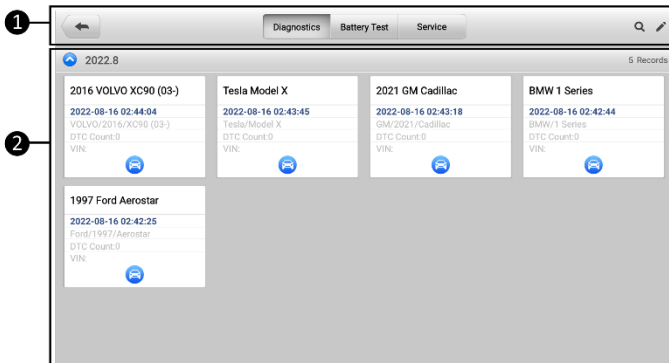 1
Diagnostics Battery Test Service
2
2022.8 5 Records
2016 VOLVO XC90 (03-)
2022-08-16 02:44:04
VOLVO/2016/XC90 (03-)
DTC Count:0
VIN:
Tesla Model X
2022-08-16 02:43:45
Tesla/Model X
DTC Count:0
VIN:
2021 GM Cadillac
2022-08-16 02:43:18
GM/2021/Cadillac
DTC Count:0
VIN:
BMW 1 Series
2022-08-16 02:42:44
BMW/1 Series
DTC Count:0
VIN:
1997 Ford Aerostar
2022-08-16 02:42:25
Ford/1997/Aerostar
DTC Count:0
VIN: